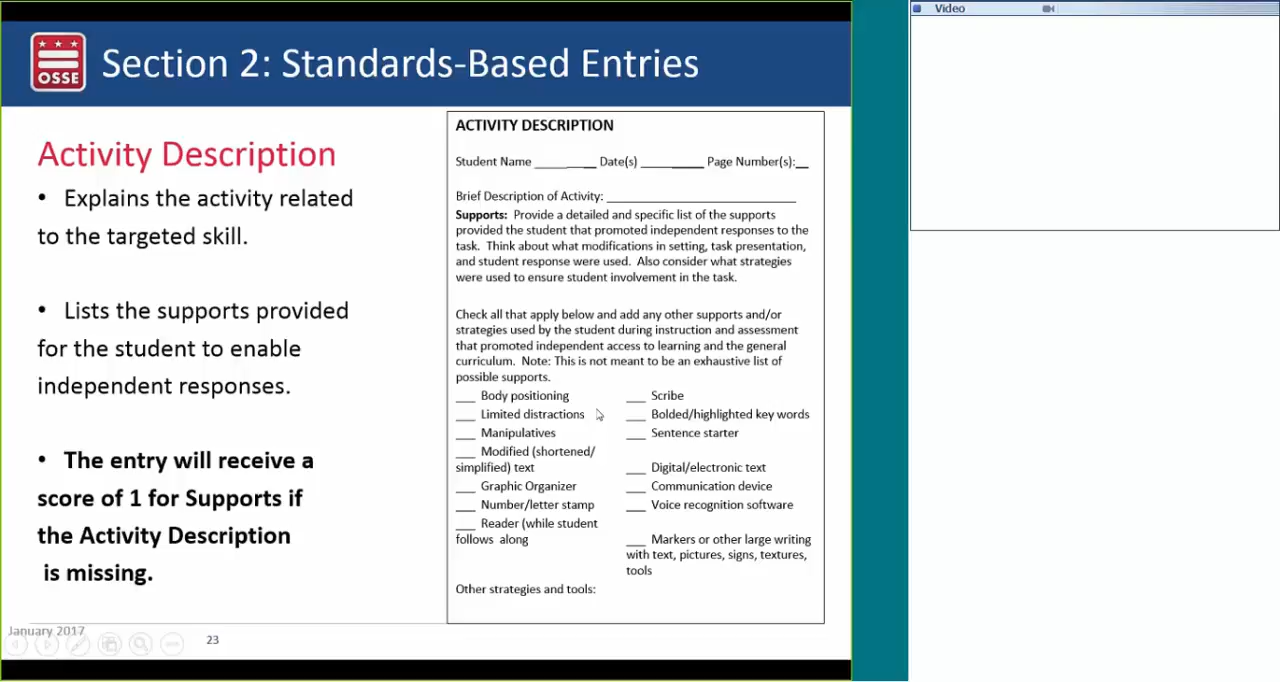 Video
OSSE
Section 2: Standards-Based Entries
Activity Description
• Explains the activity related
to the targeted skill.
• Lists the supports provided
for the student to enable
independent responses.
• The entry will receive a
score of 1 for Supports if
the Activity Description
is missing.
ACTIVITY DESCRIPTION
Student Name __________ Date(s) __________ Page Number(s):__
Brief Description of Activity: ______________________________
Supports: Provide a detailed and specific list of the supports
provided the student that promoted independent responses to the
task. Think about what modifications in setting, task presentation,
and student response were used. Also consider what strategies
were used to ensure student involvement in the task.
Check all that apply below and add any other supports and/or
strategies used by the student during instruction and assessment
that promoted independent access to learning and the general
curriculum. Note: This is not meant to be an exhaustive list of
possible supports.
___ Body positioning
___ Limited distractions
___ Manipulatives
___ Modified (shortened/
simplified) text
___ Graphic Organizer
___ Number/letter stamp
___ Reader (while student
follows along
___ Scribe
___ Bolded/highlighted key words
___ Sentence starter
___ Digital/electronic text
___ Communication device
___ Voice recognition software
___ Markers or other large writing
with text, pictures, signs, textures,
tools
Other strategies and tools:
January 2017
23